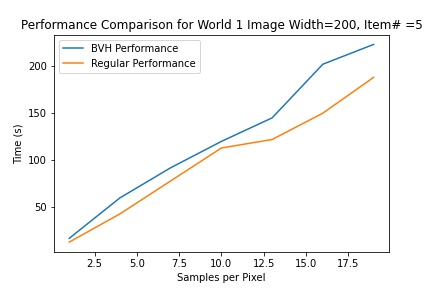 Performance Comparison for World 1 Image Width=200, Item# =5
BVH Performance
Regular Performance
200
150
100
50
Time (s)
2.5 5.0 7.5 10.0 12.5 15.0 17.5
Samples per Pixel